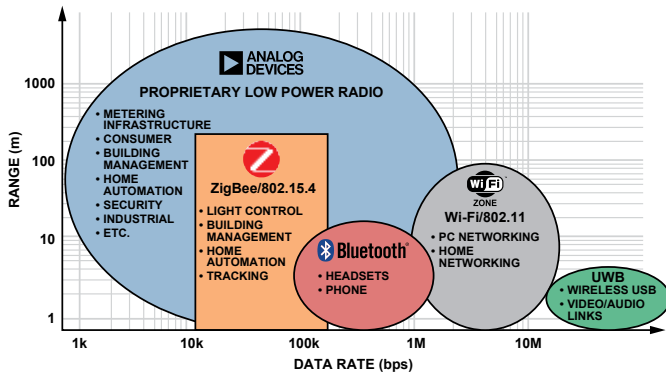 ANALOG
DEVICES
PROPRIETARY LOW POWER RADIO
• METERING
INFRASTRUCTURE
• CONSUMER
• BUILDING
MANAGEMENT
• HOME
AUTOMATION
• SECURITY
• INDUSTRIAL
• ETC.
ZigBee/802.15.4
• LIGHT CONTROL
• BUILDING
MANAGEMENT
• HOME
AUTOMATION
• TRACKING
Bluetooth
• HEADSETS
• PHONE
Wi Fi
ZONE
Wi-Fi/802.11
• PC NETWORKING
• HOME
NETWORKING
UWB
• WIRELESS USB
• VIDEO/AUDIO
LINKS
RANGE (m)
1000
100
10
1
1k
10k
100k
1M
10M
DATA RATE (bps)